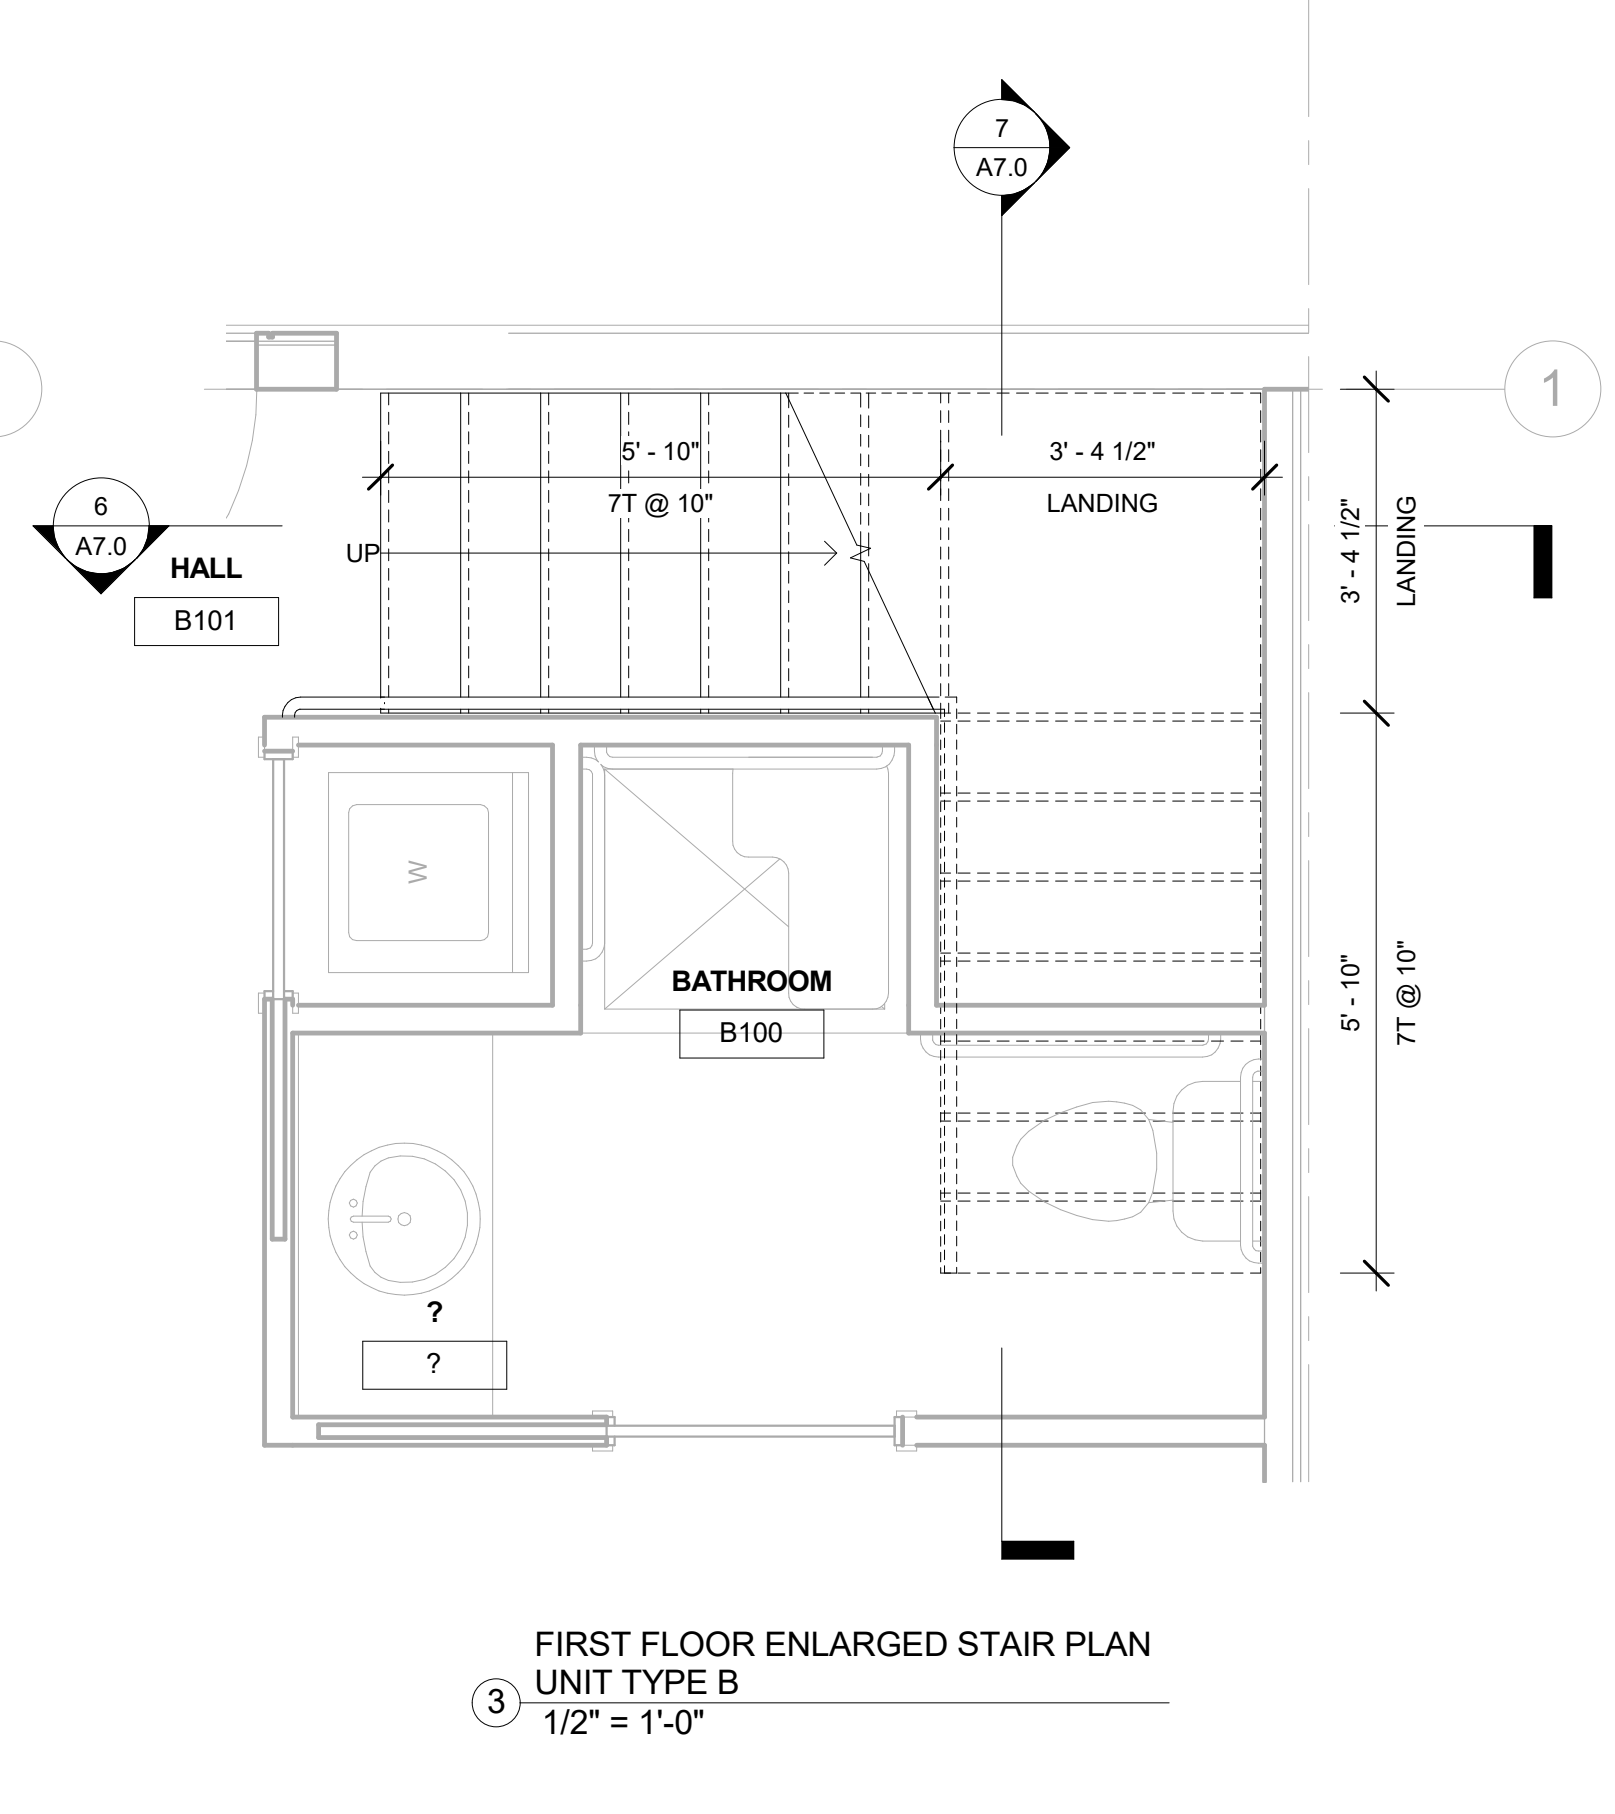 7
A7.0
1
5' - 10"
3' - 4 1/2"
7T @ 10"
LANDING
3' - 4 1/2"
LANDING
6
A7.0
UP
HALL
B101
W
BATHROOM
B100
5' - 10"
7T @ 10"
?
?
FIRST FLOOR ENLARGED STAIR PLAN
UNIT TYPE B
3
1/2" = 1'-0"